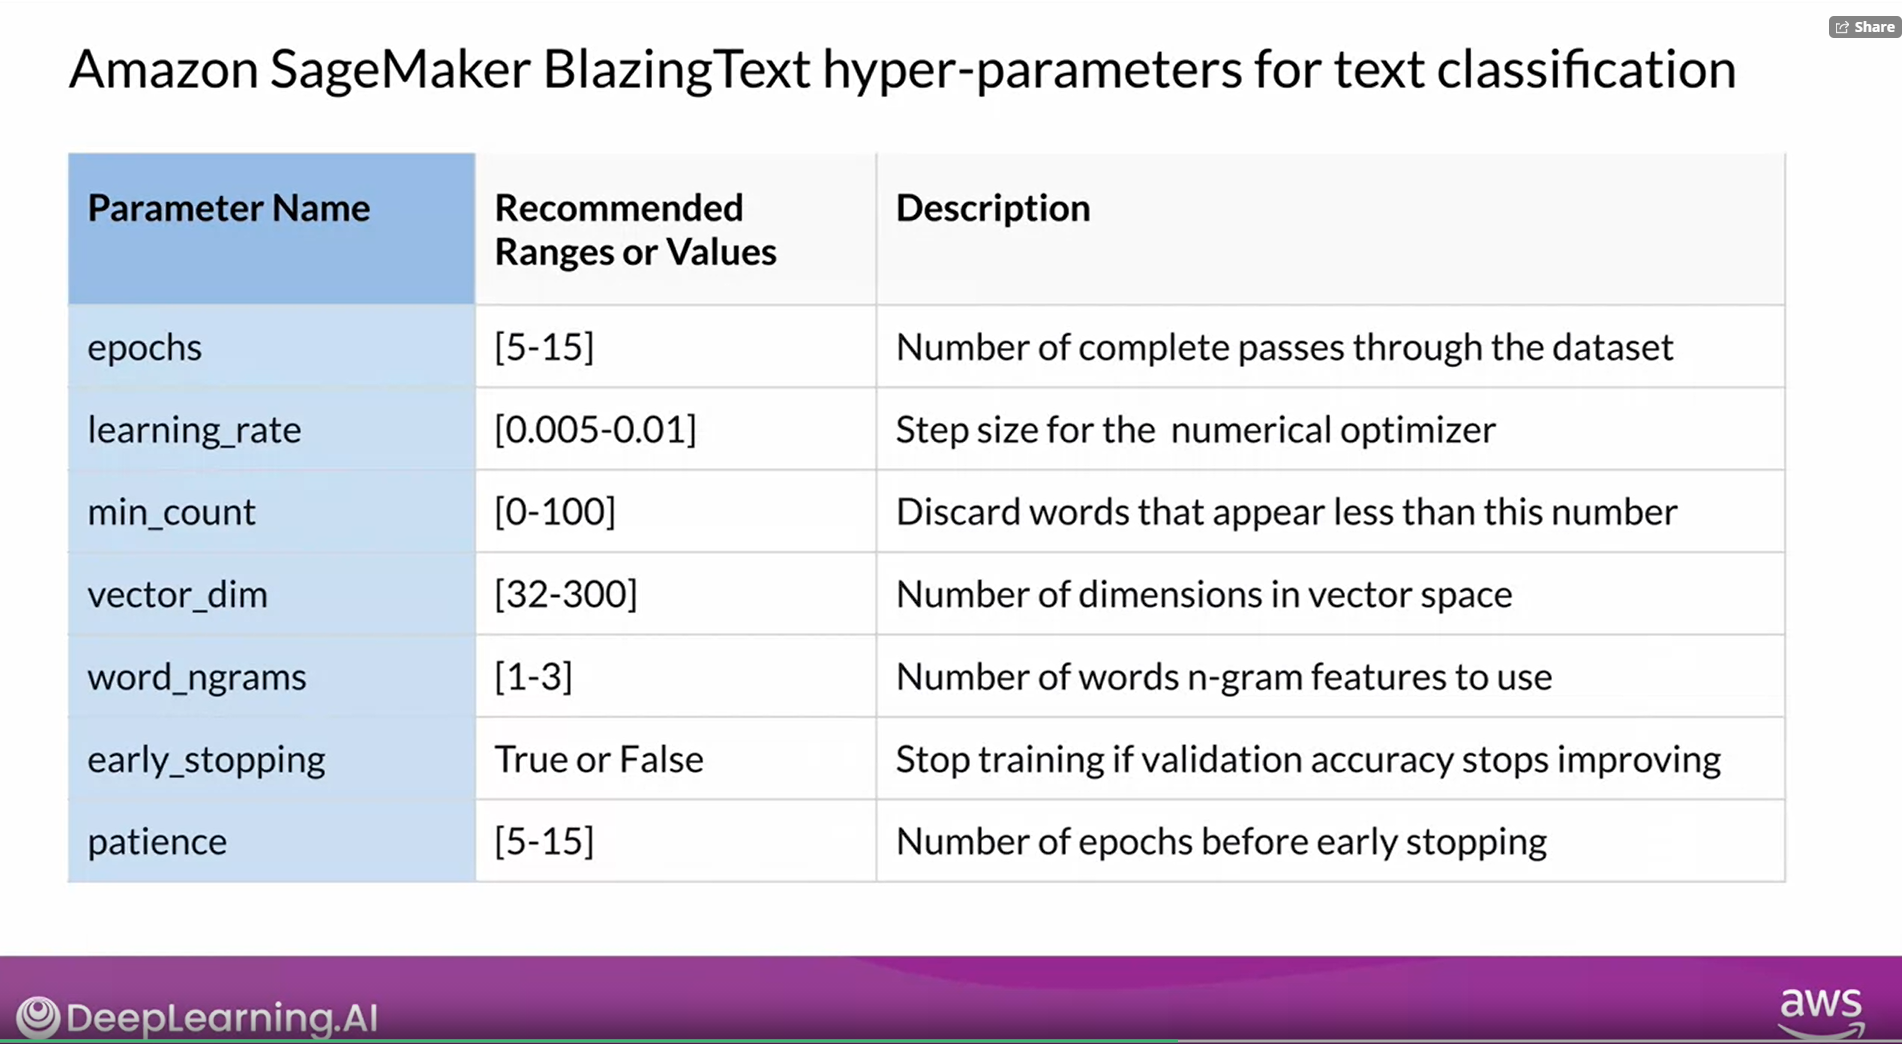 Share
Amazon SageMaker BlazingText hyper-parameters for text classification
Parameter Name
Recommended
Ranges or Values
Description
epochs
[5-15]
Number of complete passes through the dataset
learning_rate
[0.005-0.01]
Step size for the numerical optimizer
min_count
[0-100]
Discard words that appear less than this number
vector_dim
[32-300]
Number of dimensions in vector space
word_ngrams
[1-3]
Number of words n-gram features to use
early_stopping
True or False
Stop training if validation accuracy stops improving
patience
[5-15]
Number of epochs before early stopping
DeepLearning.AI
aws